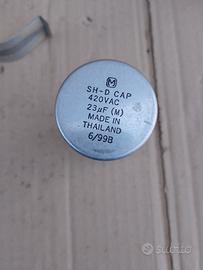 SH-D CAP
420VAC
23µF (M)
MADE IN
THAILAND
6/99B
subito